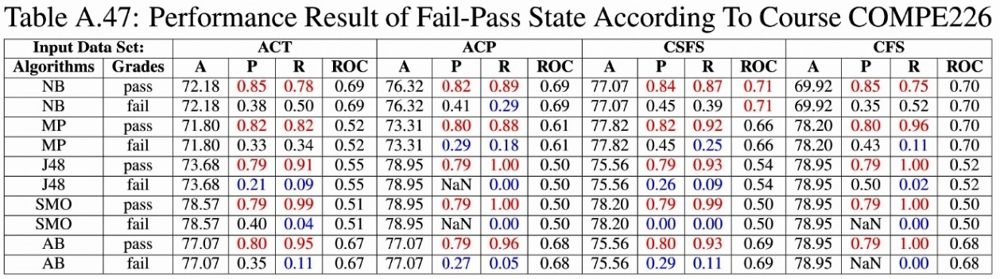 Table A.47: Performance Result of Fail-Pass State According To Course COMPE226
Input Data Set: ACT ACP CSFS CFS
Algorithms Grades A P R ROC A P R ROC A P R ROC A P R ROC
NB pass 72.18 0.85 0.78 0.69 76.32 0.82 0.89 0.69 77.07 0.84 0.87 0.71 69.92 0.85 0.75 0.70
NB fail 72.18 0.38 0.50 0.69 76.32 0.41 0.29 0.69 77.07 0.45 0.39 0.71 69.92 0.35 0.52 0.70
MP pass 71.80 0.82 0.82 0.52 73.31 0.80 0.88 0.61 77.82 0.82 0.92 0.66 78.20 0.80 0.96 0.70
MP fail 71.80 0.33 0.34 0.52 73.31 0.29 0.18 0.61 77.82 0.45 0.25 0.66 78.20 0.43 0.11 0.70
J48 pass 73.68 0.79 0.91 0.55 78.95 0.79 1.00 0.50 75.56 0.79 0.93 0.54 78.95 0.79 1.00 0.52
J48 fail 73.68 0.21 0.09 0.55 78.95 NaN 0.00 0.50 75.56 0.26 0.09 0.54 78.95 0.50 0.02 0.52
SMO pass 78.57 0.79 0.99 0.51 78.95 0.79 1.00 0.50 78.20 0.79 0.99 0.50 78.95 0.79 1.00 0.50
SMO fail 78.57 0.40 0.04 0.51 78.95 NaN 0.00 0.50 78.20 0.00 0.00 0.50 78.95 NaN 0.00 0.50
AB pass 77.07 0.80 0.95 0.67 77.07 0.79 0.96 0.68 75.56 0.80 0.93 0.69 78.95 0.79 1.00 0.68
AB fail 77.07 0.35 0.11 0.67 77.07 0.27 0.05 0.68 75.56 0.29 0.11 0.69 78.95 NaN 0.00 0.68